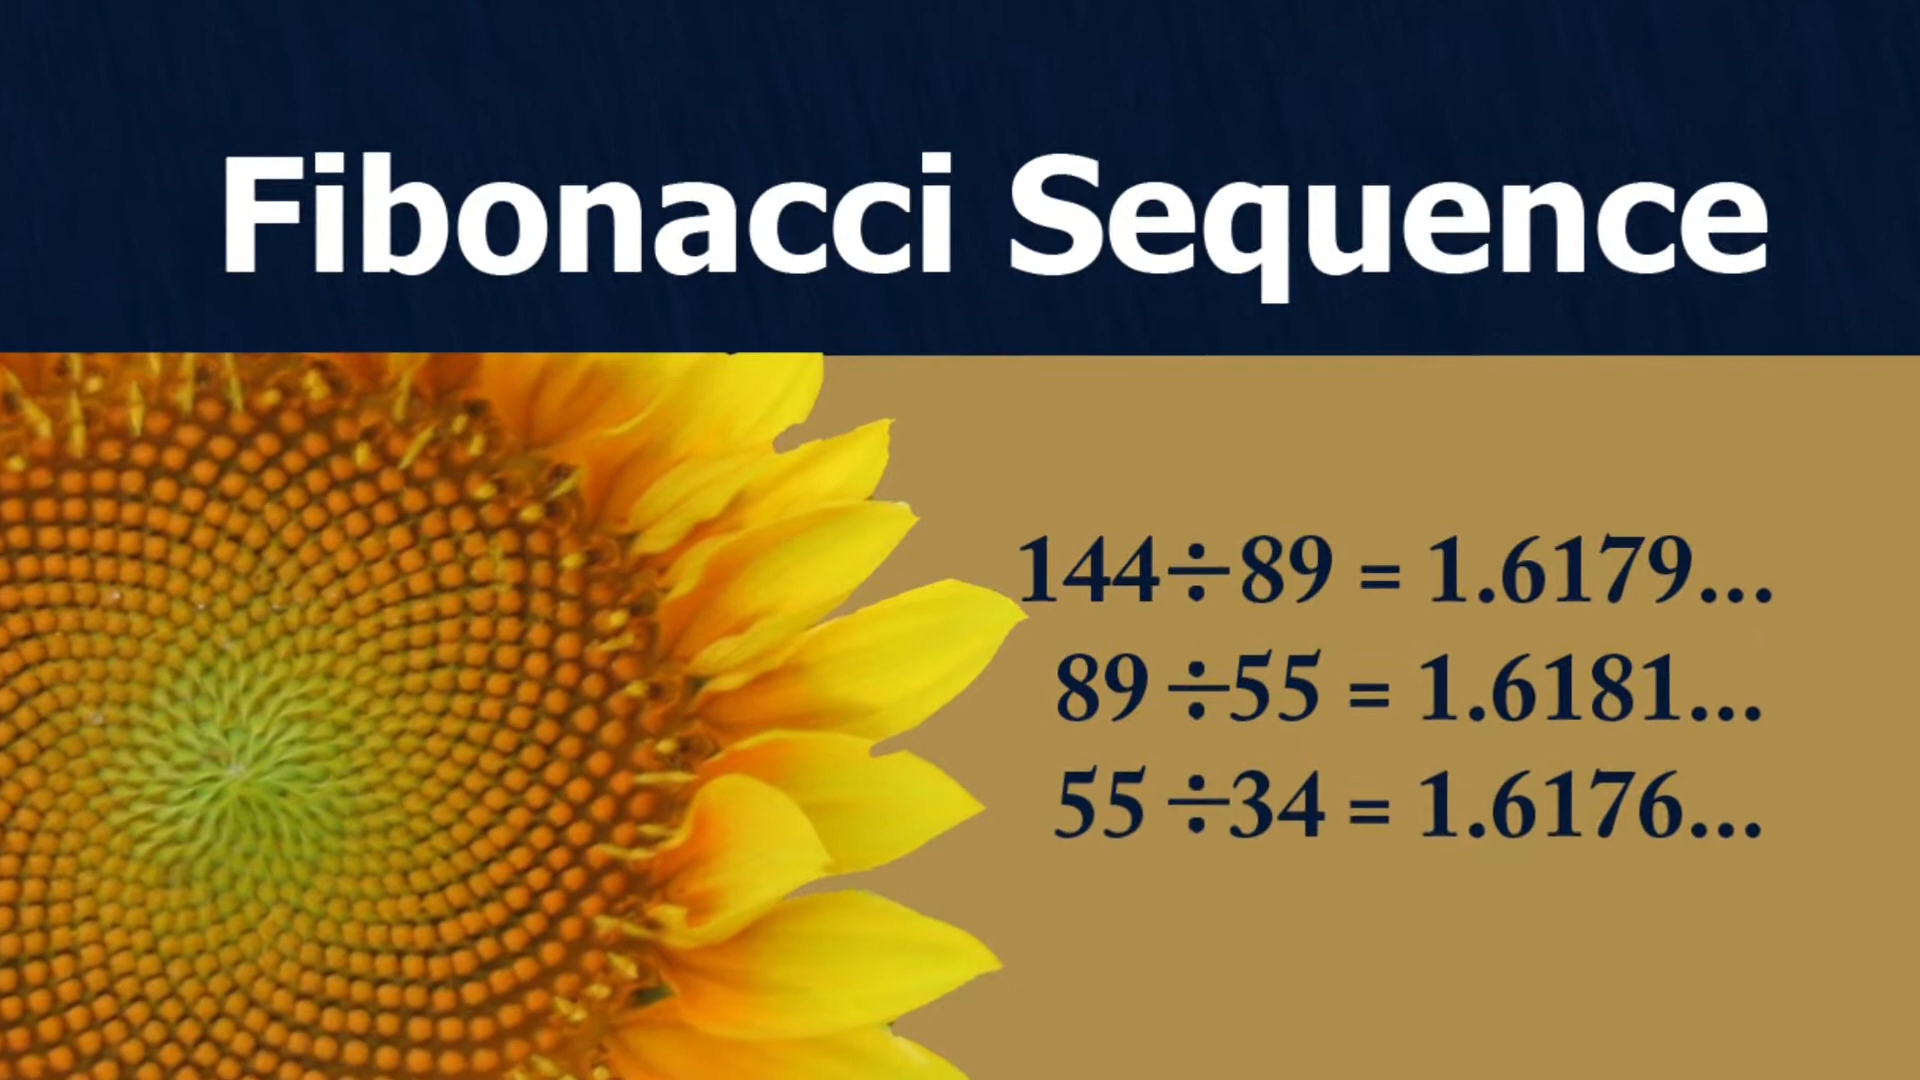 Fibonacci Sequence
144÷89 = 1.6179...
89 ÷55 = 1.6181...
55 ÷34 = 1.6176...